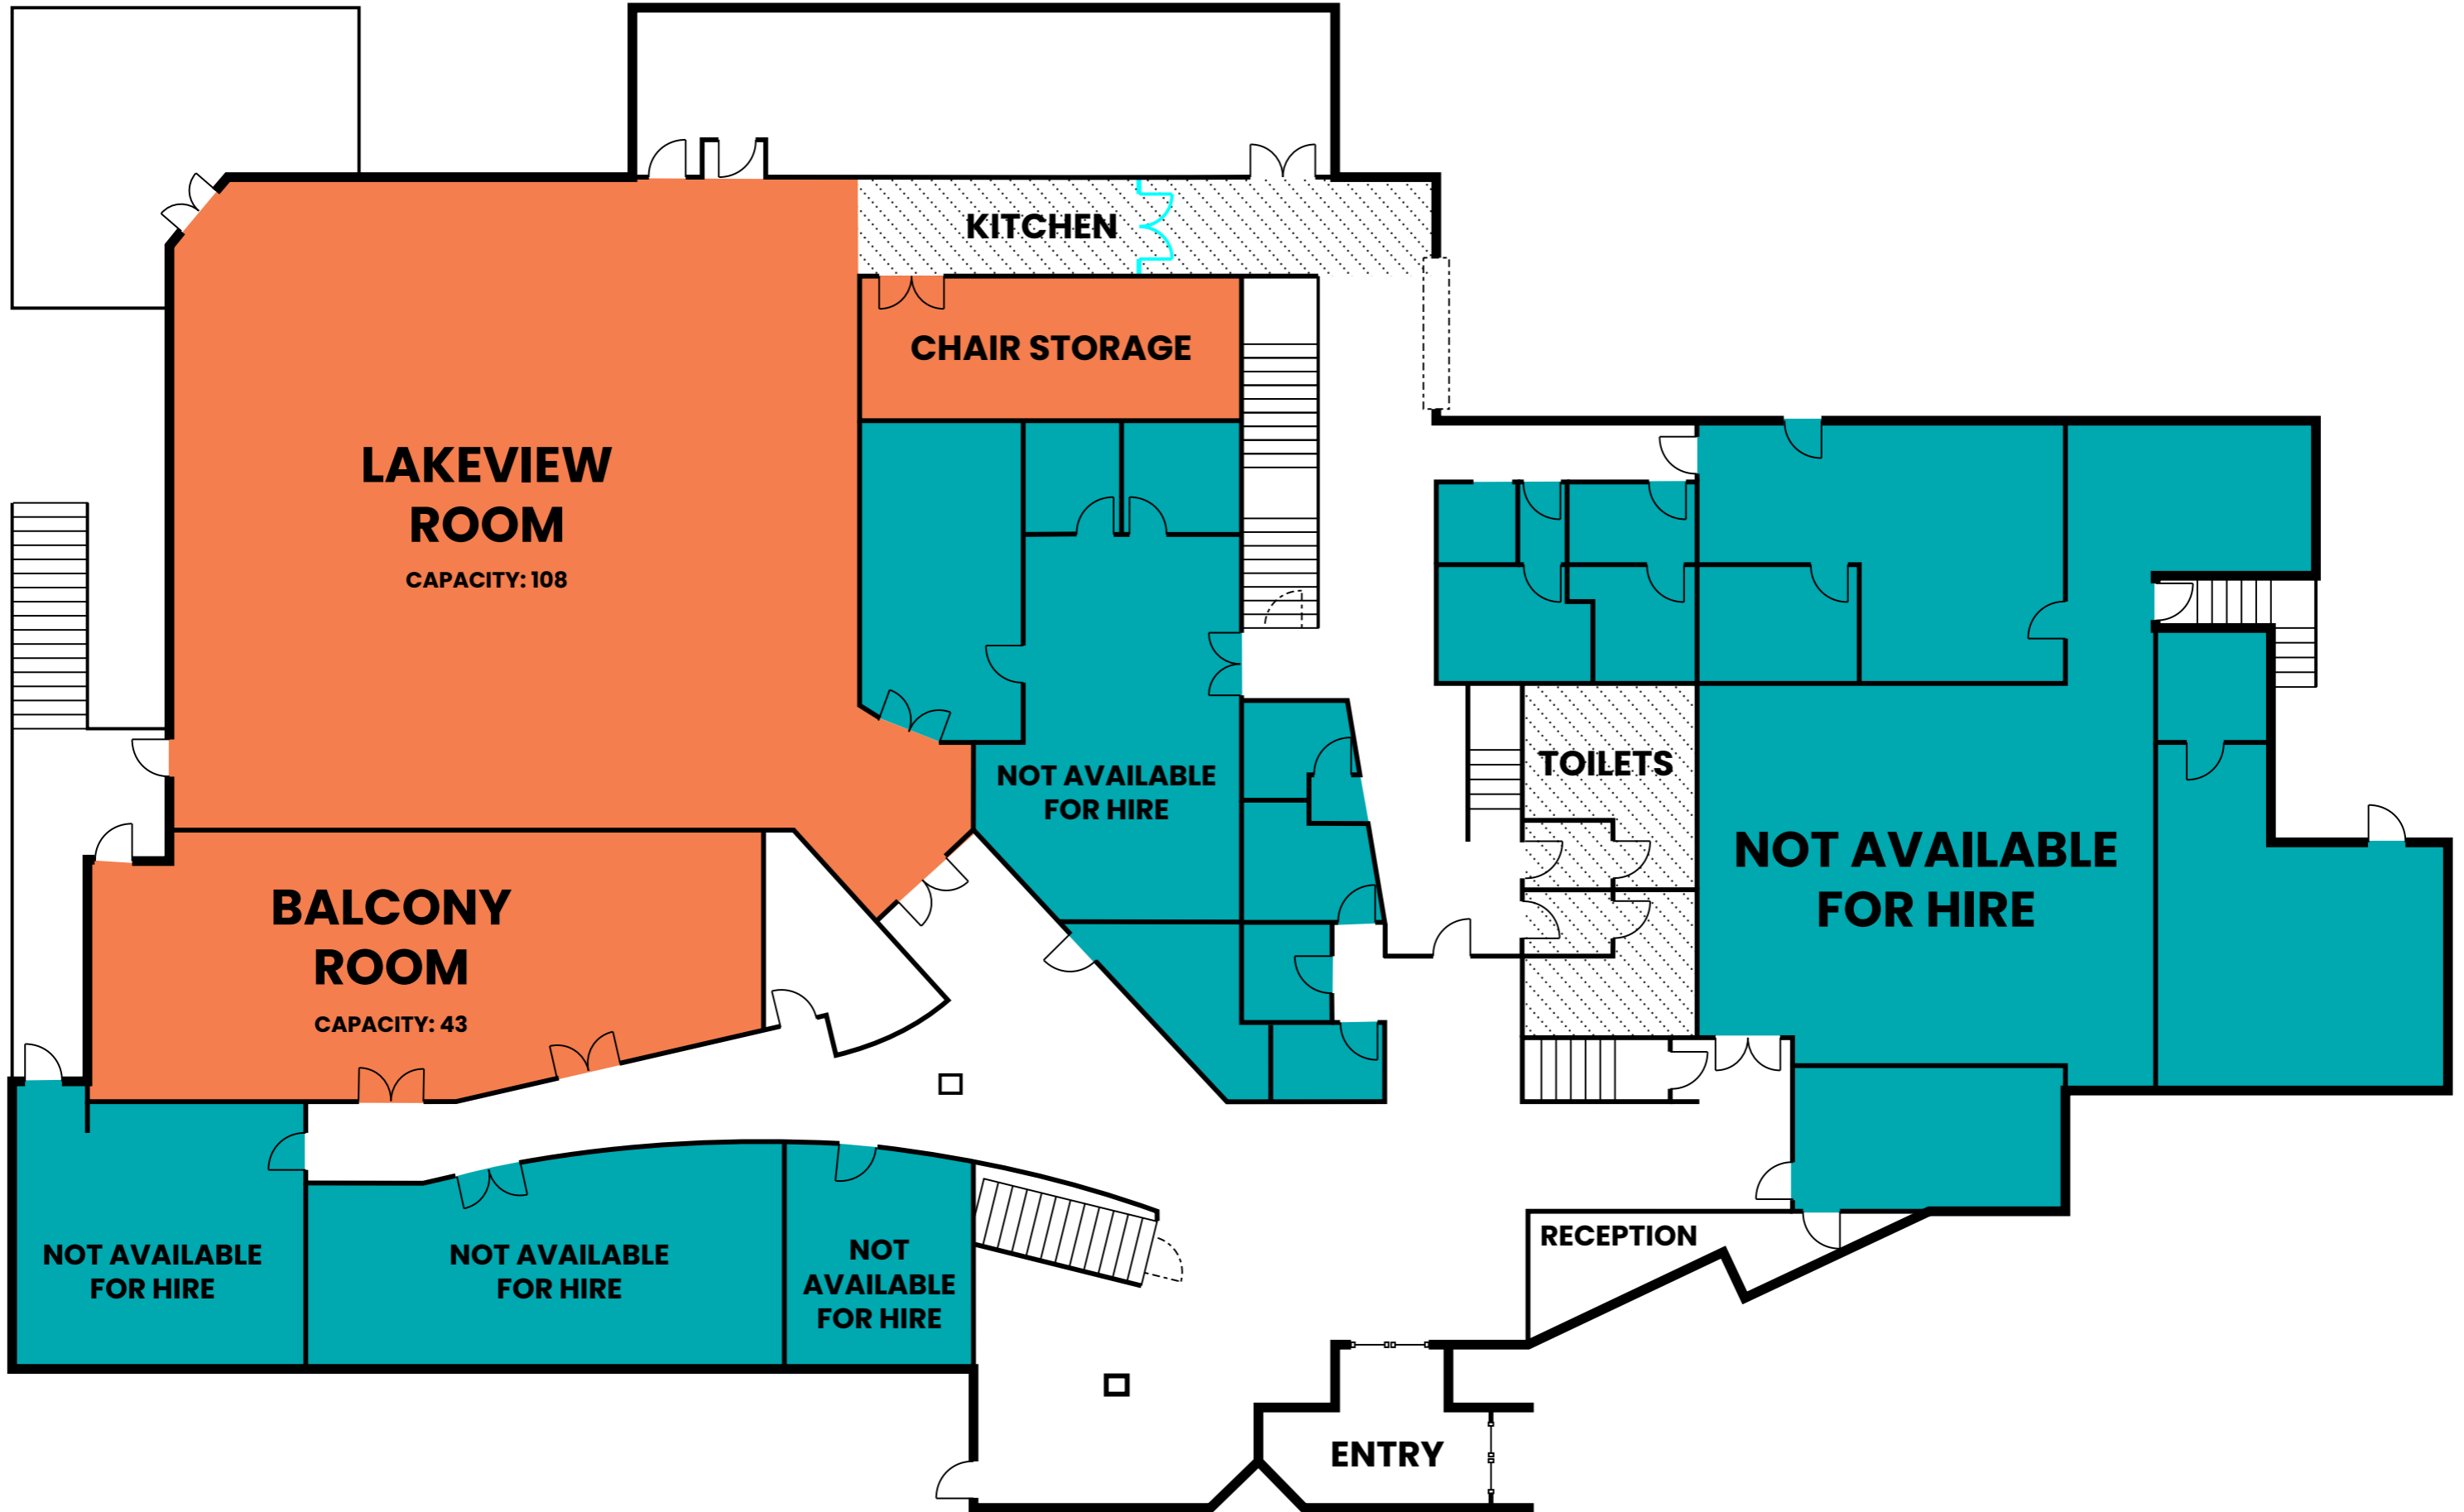 KITCHEN
CHAIR STORAGE
LAKEVIEW
ROOM
CAPACITY: 108
NOT AVAILABLE
FOR HIRE
TOILETS
NOT AVAILABLE
FOR HIRE
BALCONY
ROOM
CAPACITY: 43
NOT AVAILABLE
FOR HIRE
NOT AVAILABLE
FOR HIRE
NOT
AVAILABLE
FOR HIRE
RECEPTION
ENTRY